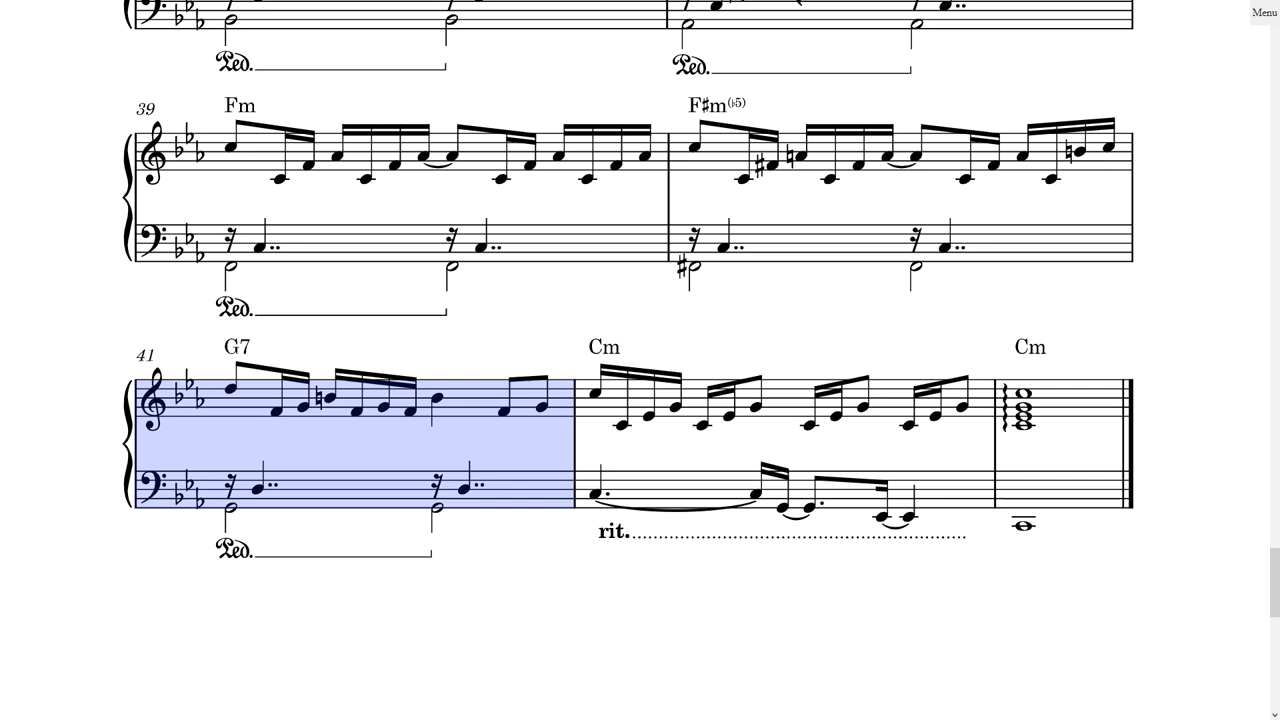 Menu
Ped. Ped.
39 Fm F♯m(♭5)
Ped.
41 G7 Cm Cm
rit.
Ped.